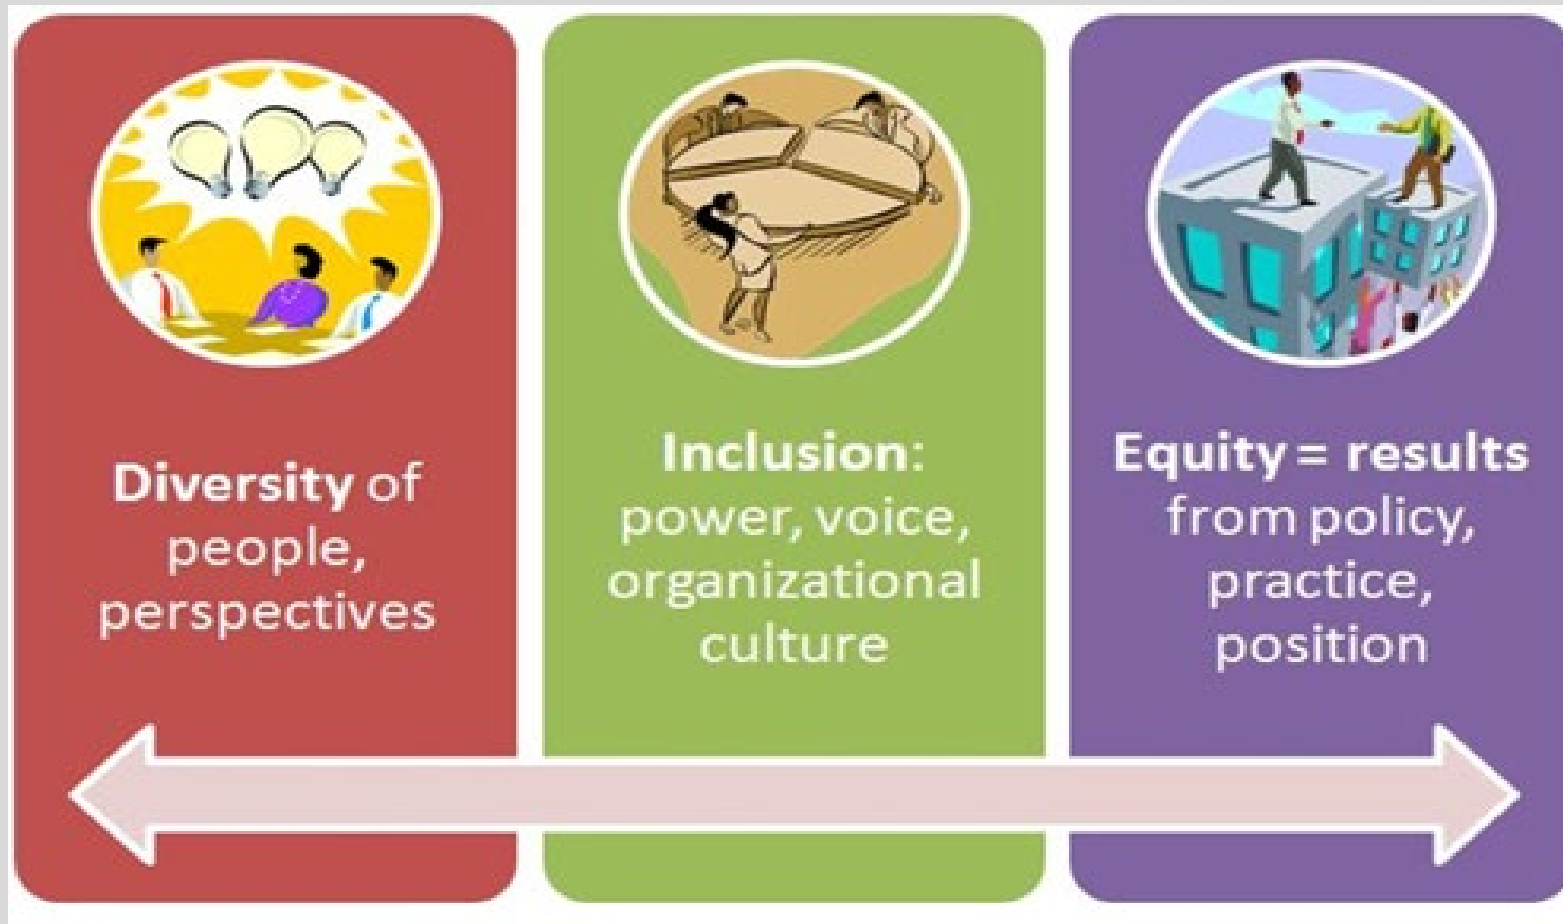 Diversity of
people,
perspectives
Inclusion:
power, voice,
organizational
culture
Equity = results
from policy,
practice,
position